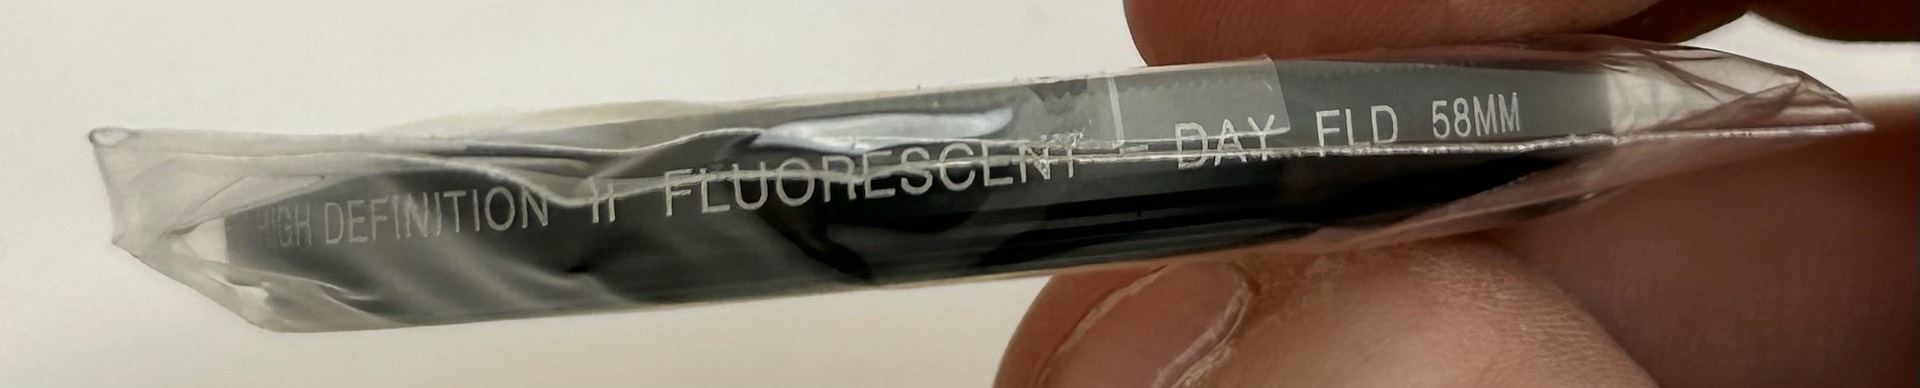 HIGH DEFINITION II FLUORESCENT - DAY FLD 58MM